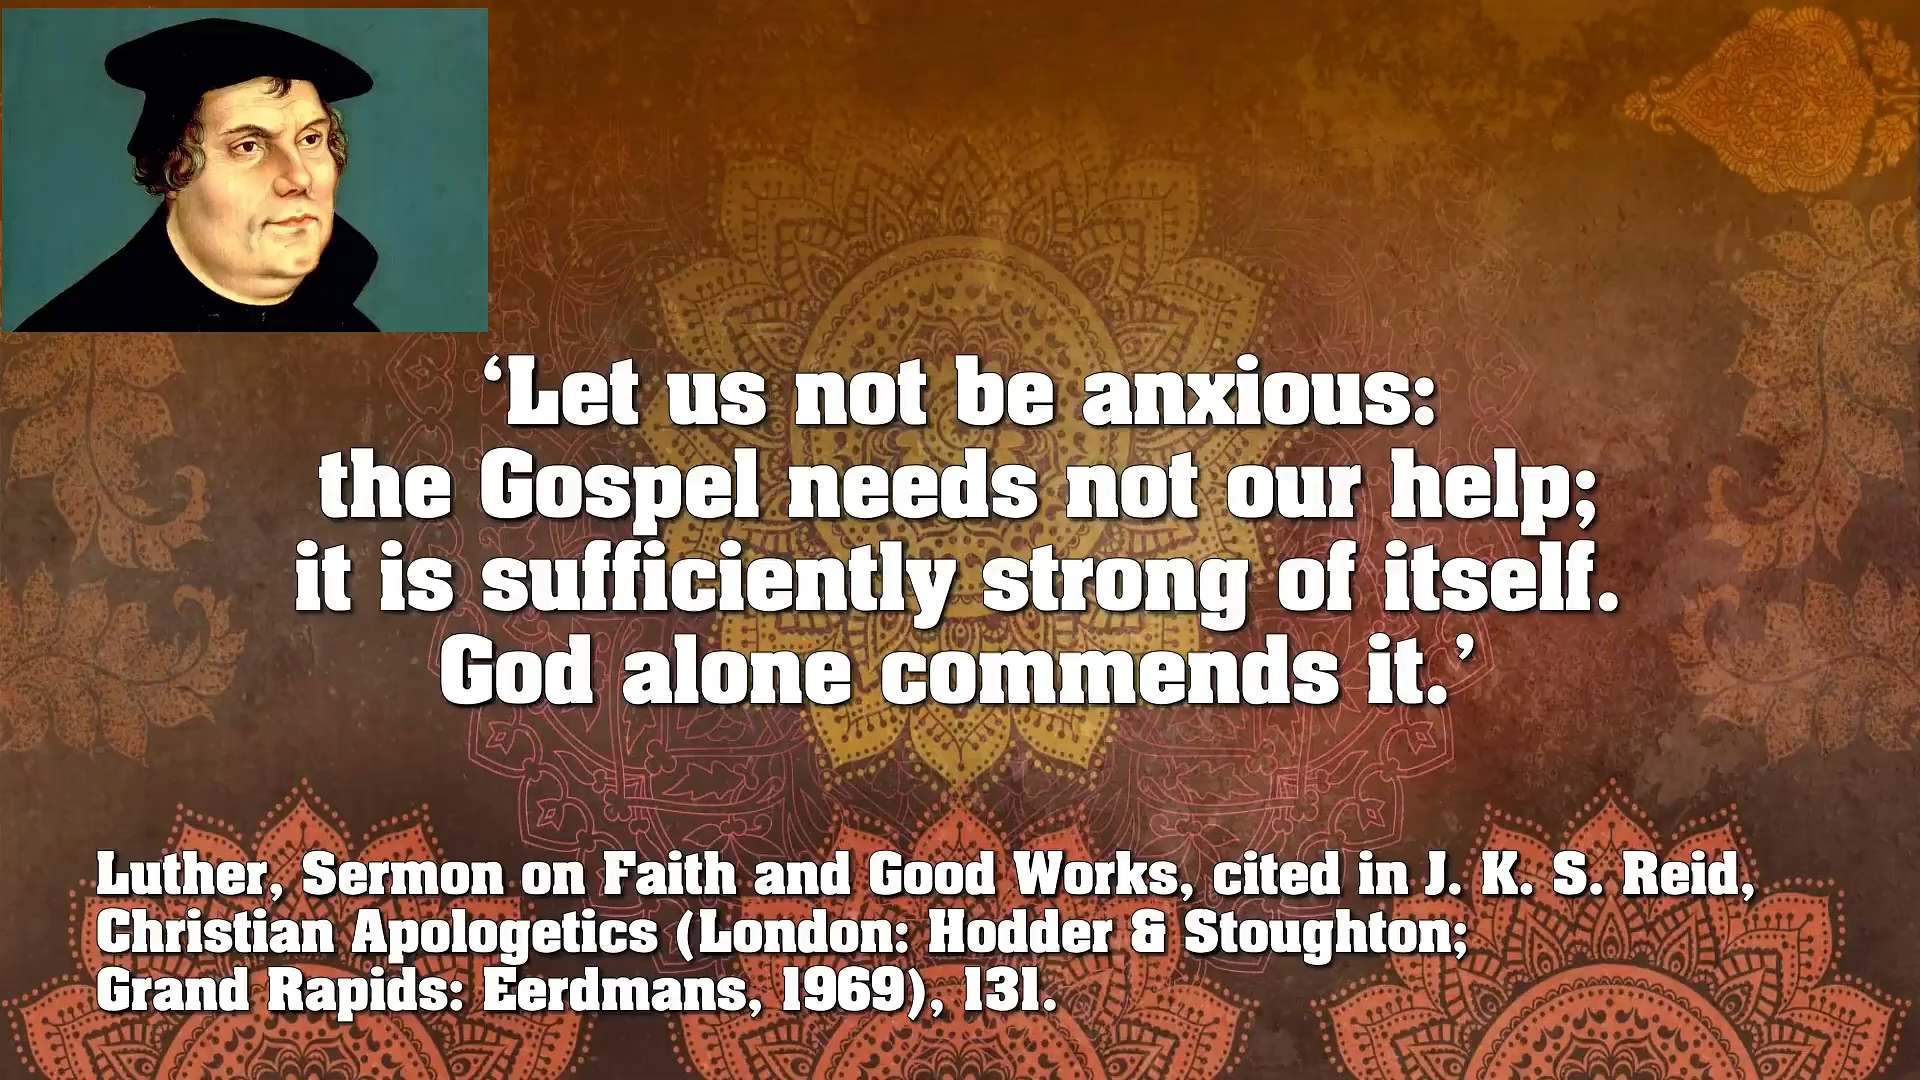 ‘Let us not be anxious:
the Gospel needs not our help;
it is sufficiently strong of itself.
God alone commends it.’
Luther, Sermon on Faith and Good Works, cited in J. K. S. Reid,
Christian Apologetics (London: Hodder & Stoughton;
Grand Rapids: Eerdmans, 1969), 131.